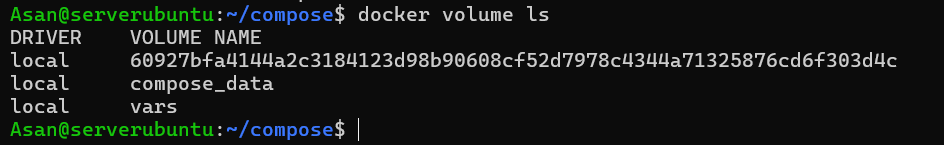 Asan@serverubuntu:~/compose$ docker volume ls
DRIVER    VOLUME NAME
local     60927bfa4144a2c3184123d98b90608cf52d7978c4344a71325876cd6f303d4c
local     compose_data
local     vars
Asan@serverubuntu:~/compose$